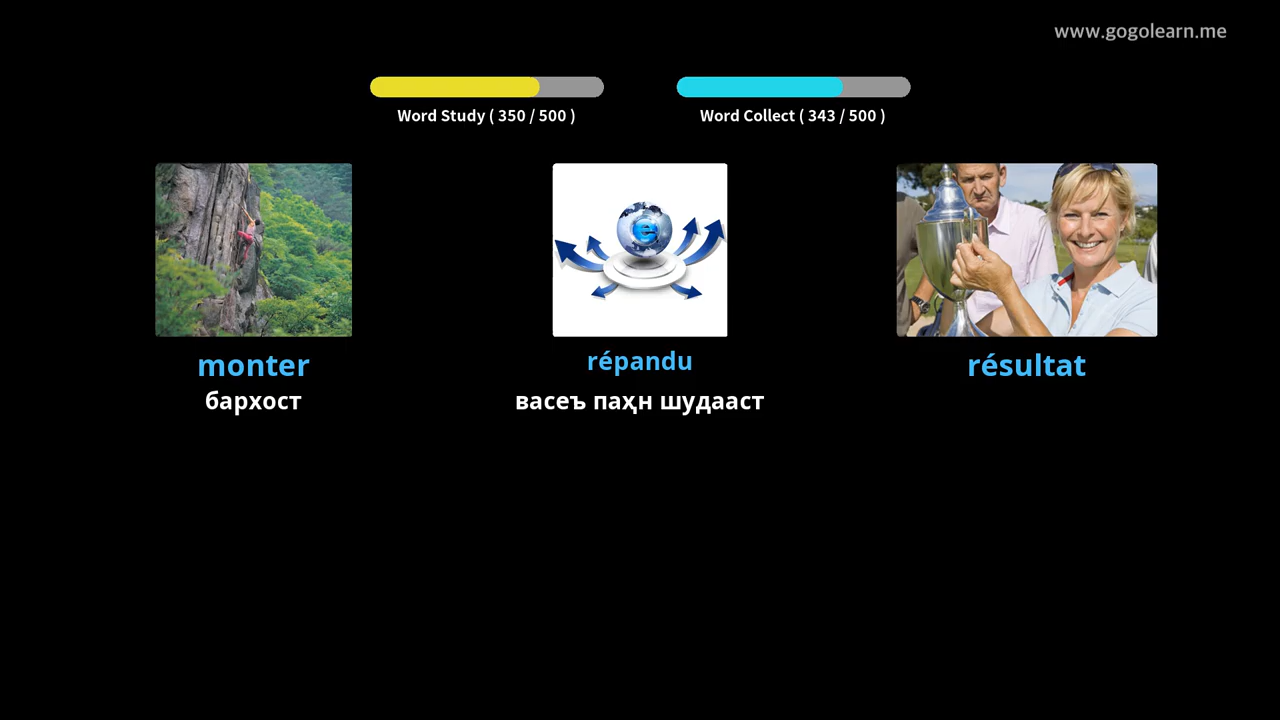 www.gogolearn.me
Word Study ( 350 / 500 )
Word Collect ( 343 / 500 )
e
monter
бархост
répandu
васеъ паҳн шудааст
résultat